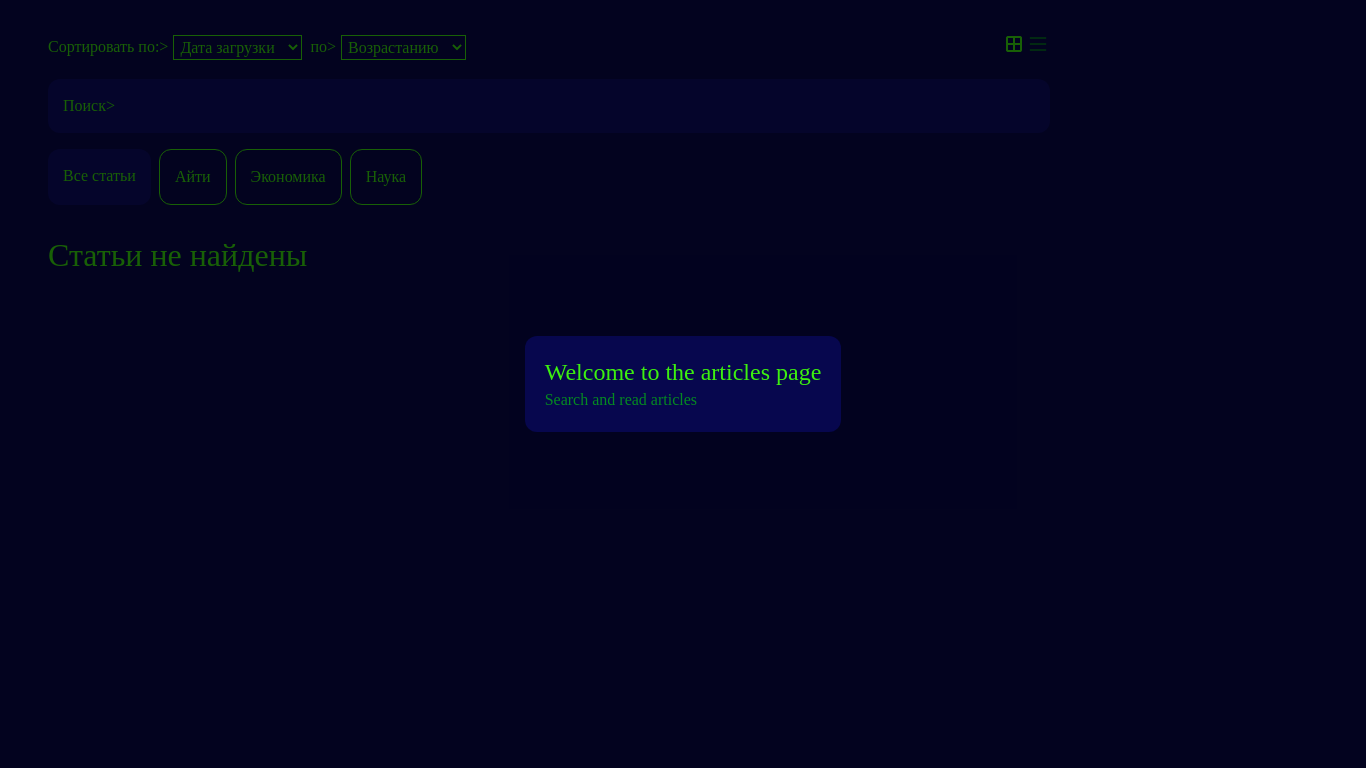 Сортировать по:> Дата загрузки по> Возрастанию
Поиск>
Все статьи Айти Экономика Наука
Статьи не найдены
Welcome to the articles page
Search and read articles